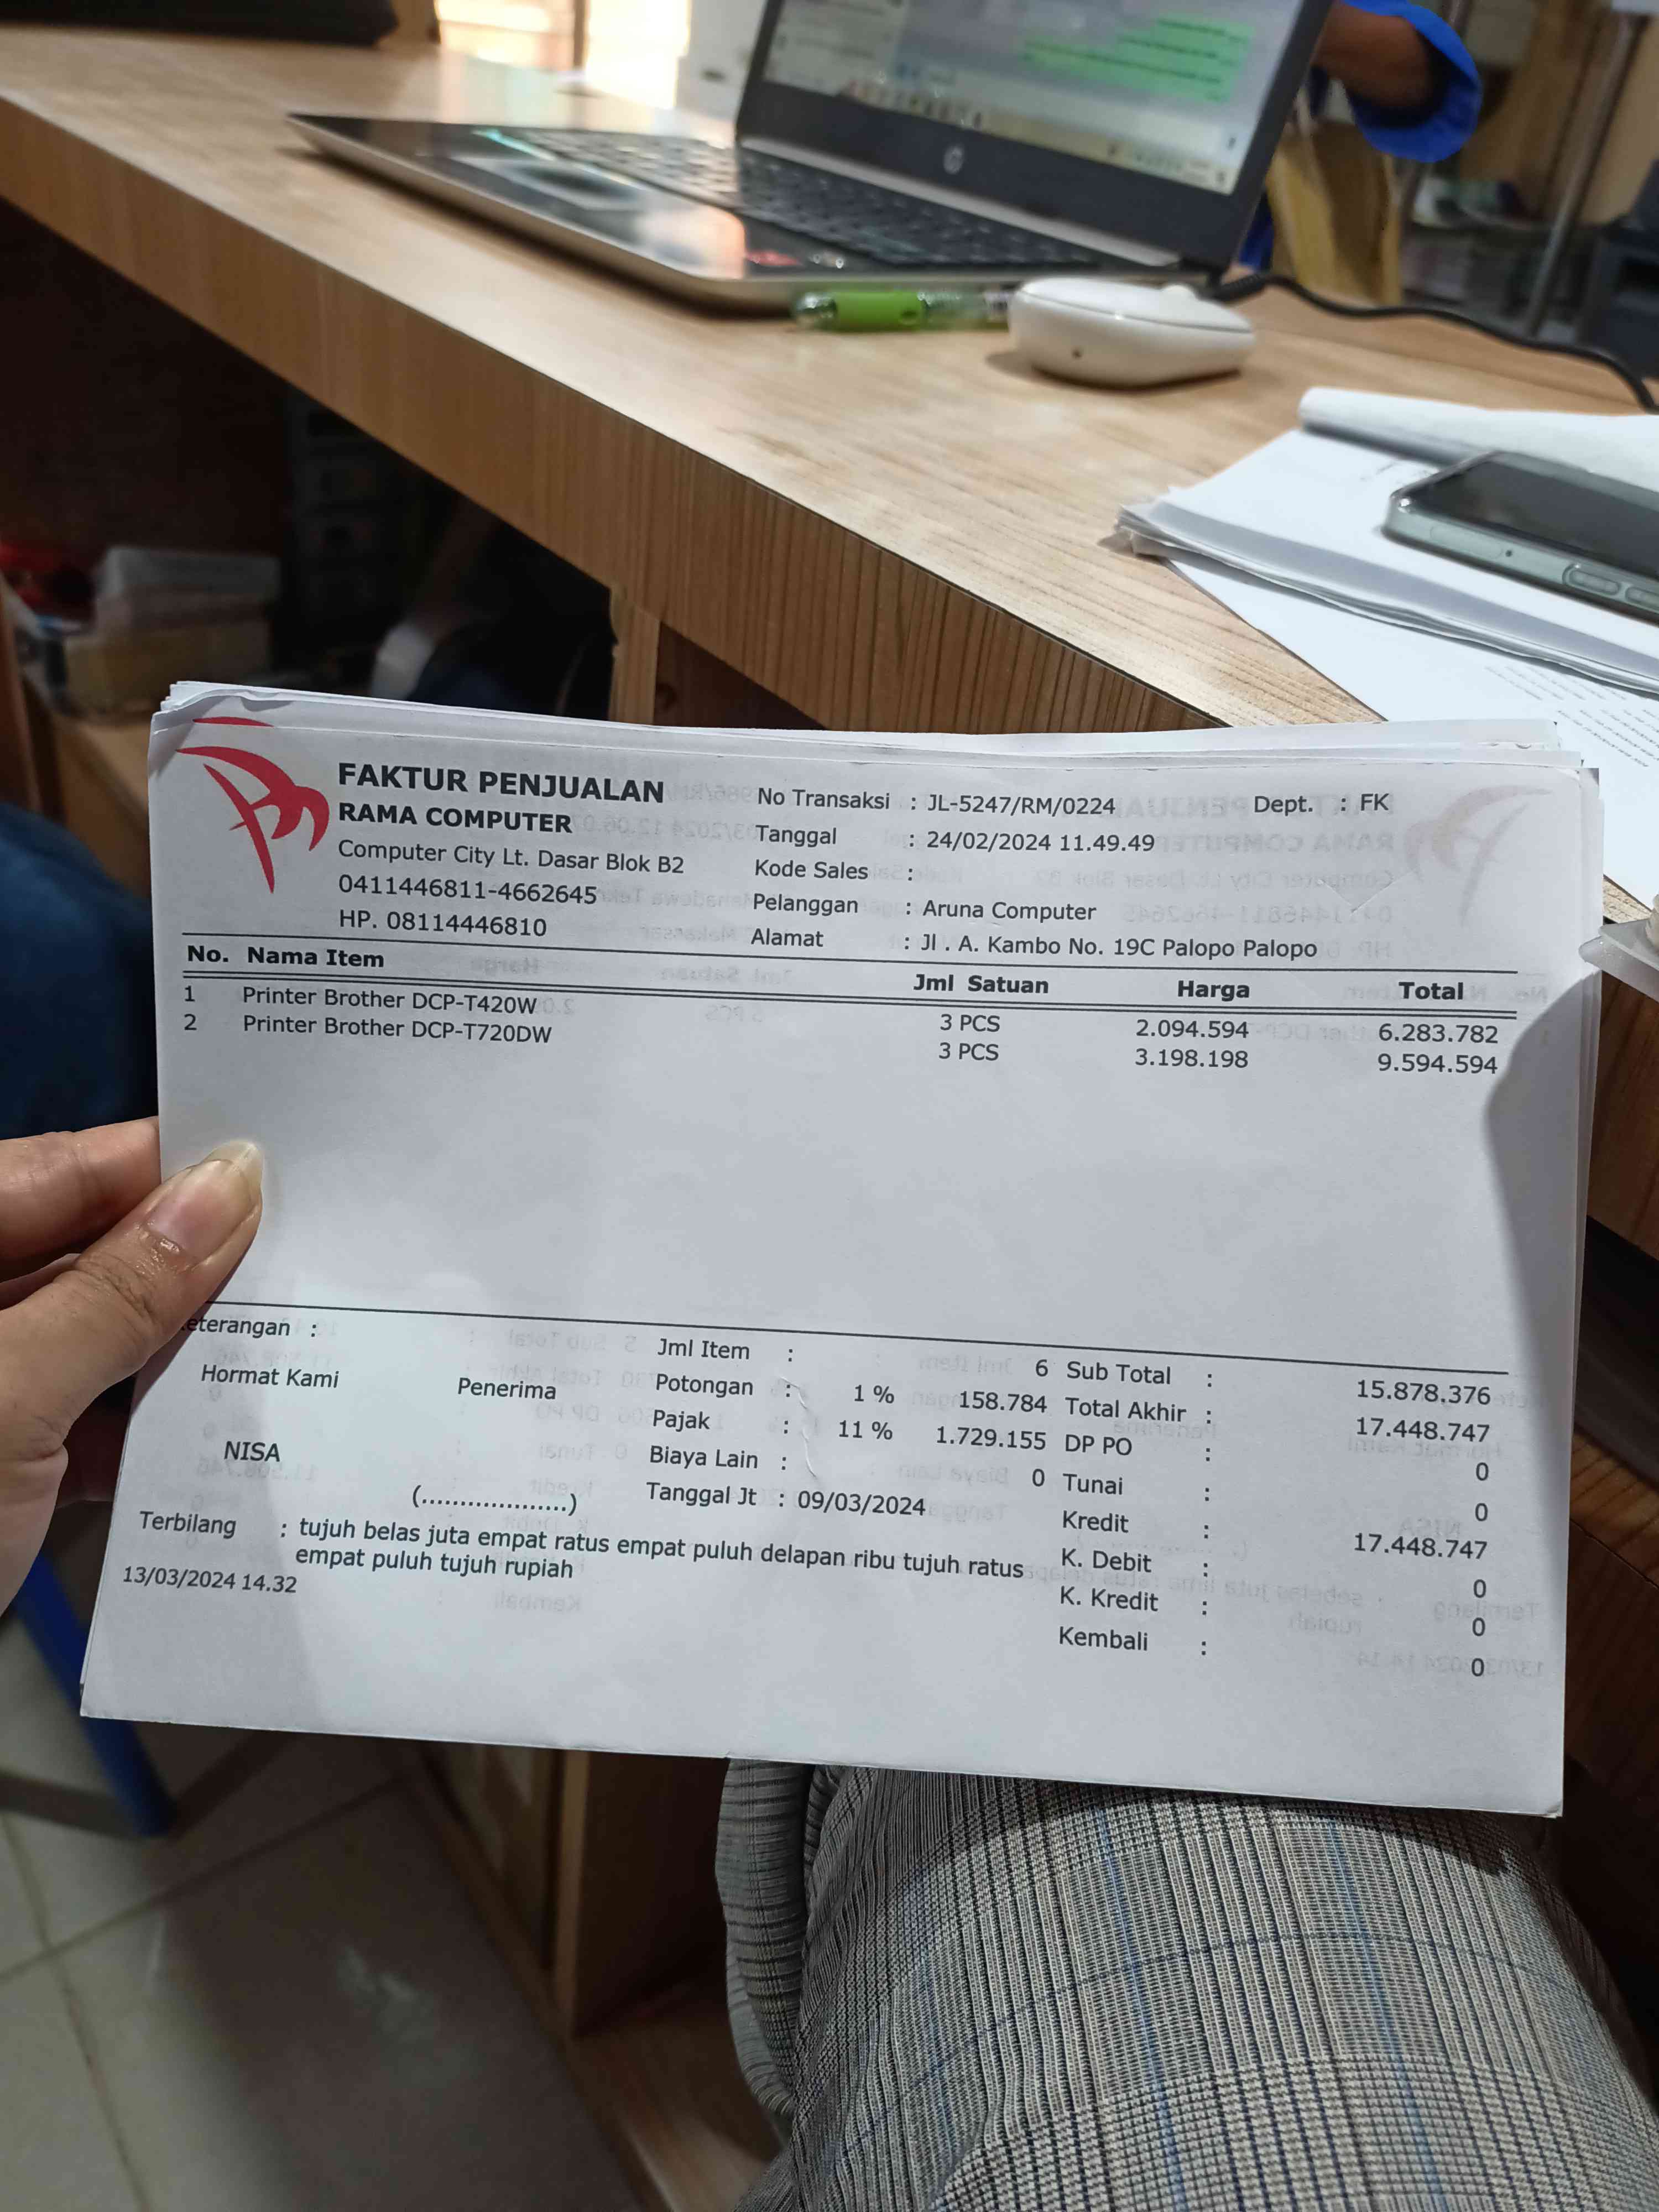 FAKTUR PENJUALAN
RAMA COMPUTER
Computer City Lt. Dasar Blok B2
0411446811-4662645
HP. 08114446810
No Transaksi : JL-5247/RM/0224 Dept. : FK
Tanggal : 24/02/2024 11.49.49
Kode Sales :
Pelanggan : Aruna Computer
Alamat : Jl . A. Kambo No. 19C Palopo Palopo
No. Nama Item Jml Satuan Harga Total
1 Printer Brother DCP-T420W 3 PCS 2.094.594 6.283.782
2 Printer Brother DCP-T720DW 3 PCS 3.198.198 9.594.594
eterangan :
Hormat Kami Penerima
NISA
(....................)
Jml Item : 6
Potongan : 1 % 158.784
Pajak : 11 % 1.729.155
Biaya Lain : 0
Tanggal Jt : 09/03/2024
Sub Total : 15.878.376
Total Akhir : 17.448.747
DP PO : 0
Tunai : 0
Kredit : 17.448.747
K. Debit : 0
K. Kredit : 0
Kembali : 0
Terbilang : tujuh belas juta empat ratus empat puluh delapan ribu tujuh ratus
empat puluh tujuh rupiah
13/03/2024 14.32